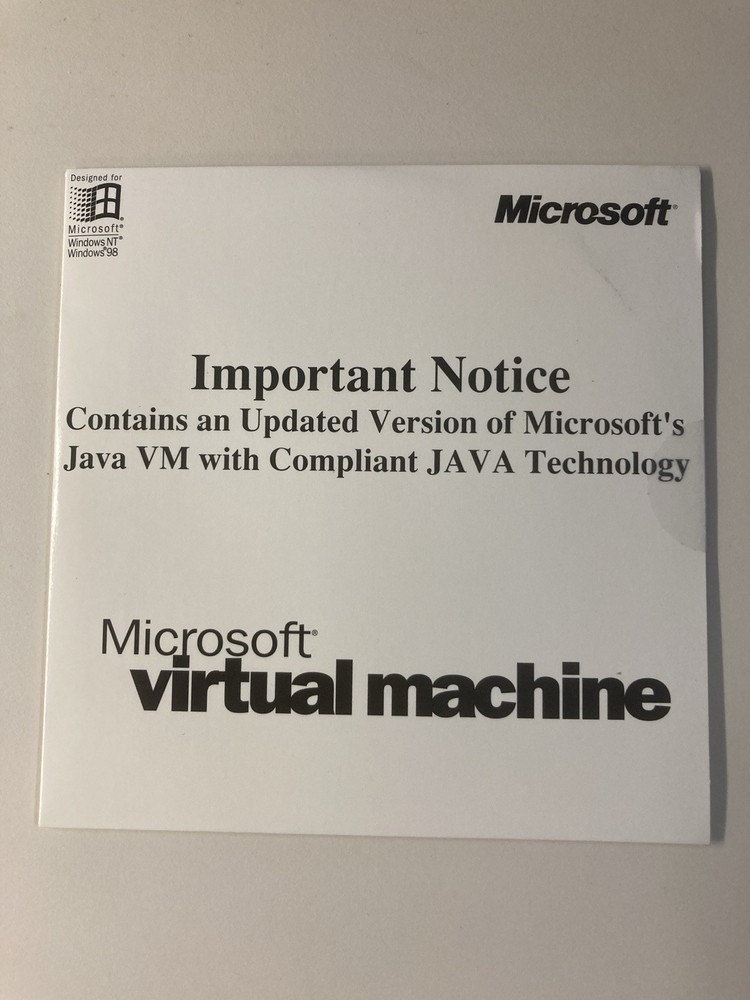 Designed for
Microsoft®
Windows NT®
Windows®98
Microsoft®
Important Notice
Contains an Updated Version of Microsoft's
Java VM with Compliant JAVA Technology
Microsoft®
virtual machine